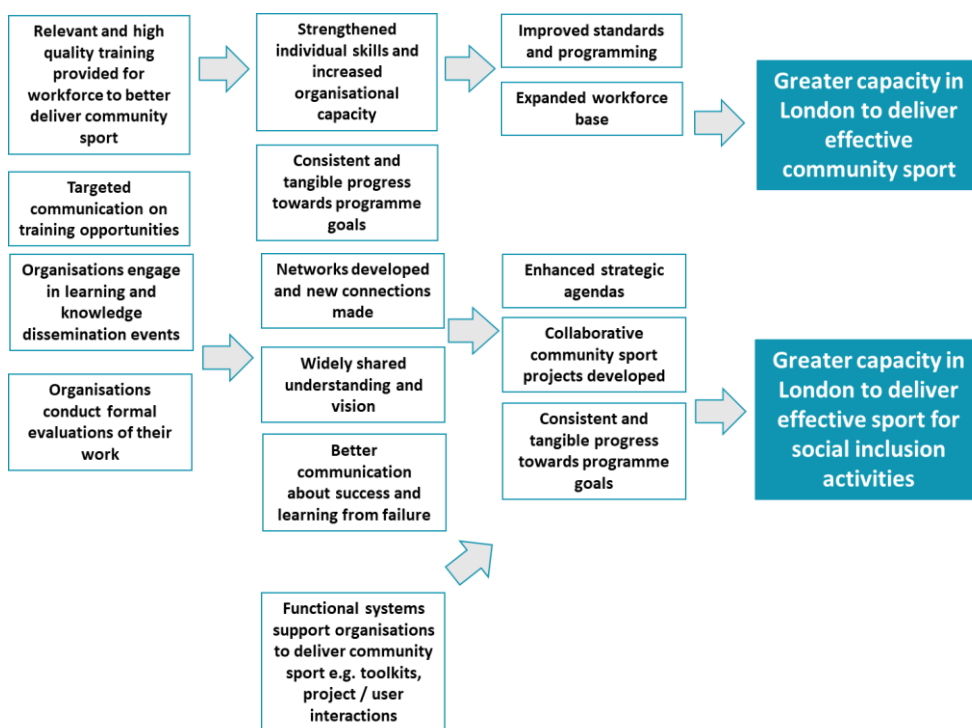 Relevant and high
quality training
provided for
workforce to better
deliver community
sport
Targeted
communication on
training opportunities
Organisations engage
in learning and
knowledge
dissemination events
Organisations
conduct formal
evaluations of their
work
Strengthened
individual skills and
increased
organisational
capacity
Consistent and
tangible progress
towards programme
goals
Networks developed
and new connections
made
Widely shared
understanding and
vision
Better
communication
about success and
learning from failure
Functional systems
support organisations
to deliver community
sport e.g. toolkits,
project / user
interactions
Improved standards
and programming
Expanded workforce
base
Enhanced strategic
agendas
Collaborative
community sport
projects developed
Consistent and
tangible progress
towards programme
goals
Greater capacity in
London to deliver
effective
community sport
Greater capacity in
London to deliver
effective sport for
social inclusion
activities